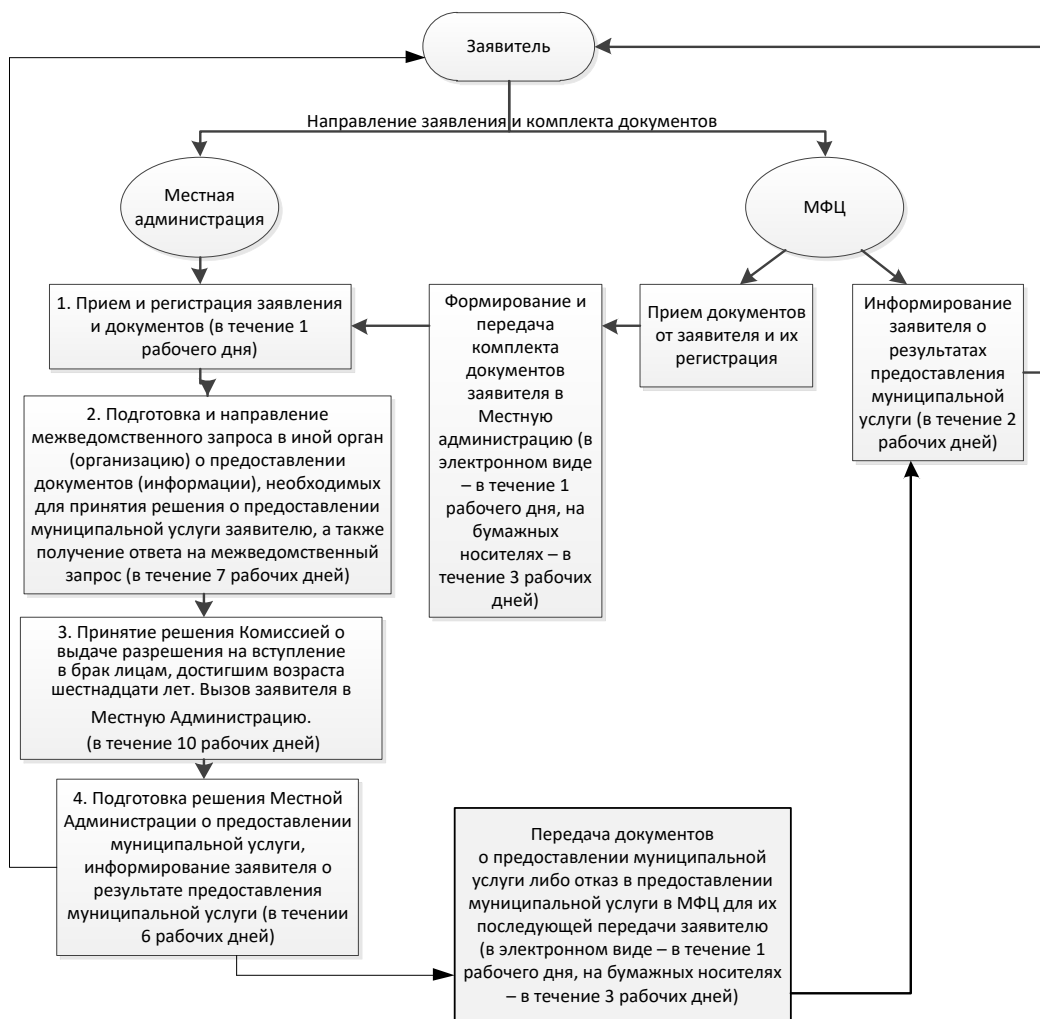 Заявитель
Направление заявления и комплекта документов
Местная
администрация
МФЦ
1. Прием и регистрация заявления
и документов (в течение 1
рабочего дня)
Формирование и
передача
комплекта
документов
заявителя в
Местную
администрацию (в
электронном виде
– в течение 1
рабочего дня, на
бумажных
носителях – в
течение 3 рабочих
дней)
Прием документов
от заявителя и их
регистрация
Информирование
заявителя о
результатах
предоставления
муниципальной
услуги (в течение 2
рабочих дней)
2. Подготовка и направление
межведомственного запроса в иной орган
(организацию) о предоставлении
документов (информации), необходимых
для принятия решения о предоставлении
муниципальной услуги заявителю, а также
получение ответа на межведомственный
запрос (в течение 7 рабочих дней)
3. Принятие решения Комиссией о
выдаче разрешения на вступление
в брак лицам, достигшим возраста
шестнадцати лет. Вызов заявителя в
Местную Администрацию.
(в течение 10 рабочих дней)
4. Подготовка решения Местной
Администрации о предоставлении
муниципальной услуги,
информирование заявителя о
результате предоставления
муниципальной услуги (в течении
6 рабочих дней)
Передача документов
о предоставлении муниципальной
услуги либо отказ в предоставлении
муниципальной услуги в МФЦ для их
последующей передачи заявителю
(в электронном виде – в течение 1
рабочего дня, на бумажных носителях
– в течение 3 рабочих дней)